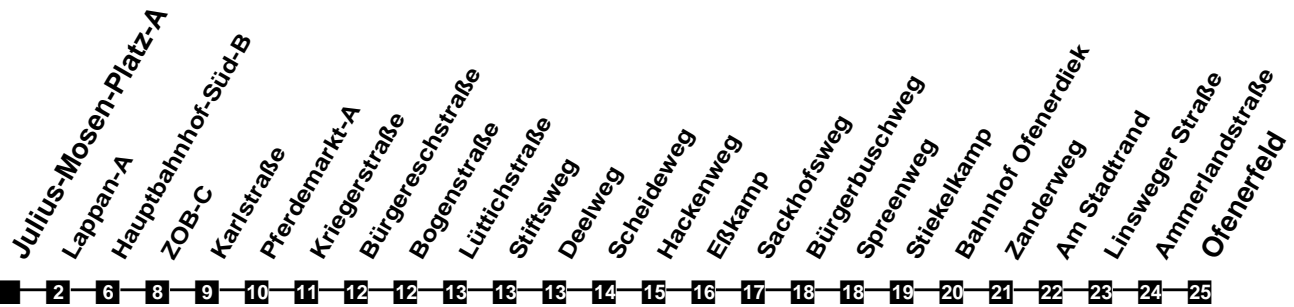 Julius-Mosen-Platz-A
Lappan-A
Hauptbahnhof-Süd-B
ZOB-C
Karlstraße
Pferdemarkt-A
Kriegerstraße
Bürgereschstraße
Bogenstraße
Lüttichstraße
Stiftsweg
Deelweg
Scheideweg
Hackenweg
Eßkamp
Sackhofsweg
Bürgerbuschweg
Spreenweg
Stiekelkamp
Bahnhof Ofenerdiek
Zanderweg
Am Stadtrand
Linsweger Straße
Ammerlandstraße
Ofenerfeld
2 6 8 9 10 11 12 12 13 13 13 14 15 16 17 18 18 19 20 21 22 23 24 25